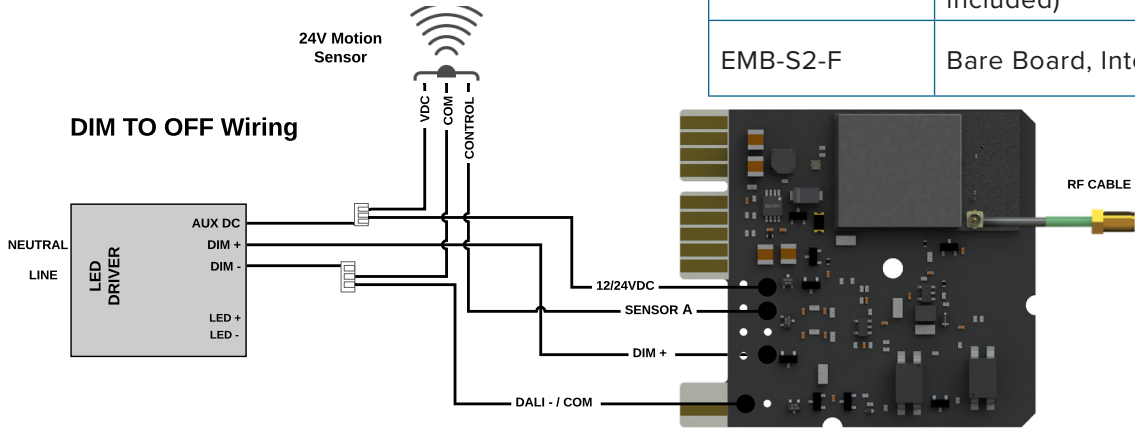 included)
EMB-S2-F
Bare Board, Inte
24V Motion
Sensor
VDC
COM
CONTROL
DIM TO OFF Wiring
RF CABLE
NEUTRAL
LINE
LED
DRIVER
AUX DC
DIM +
DIM -
LED +
LED -
12/24VDC
SENSOR A
DIM +
DALI - / COM